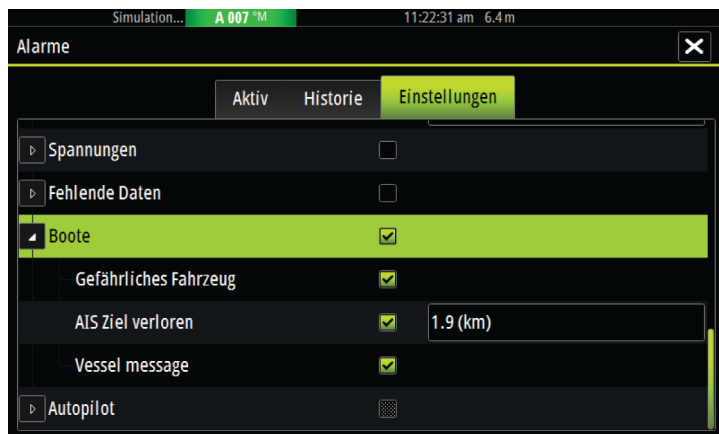 Simulation... A 007 °M 11:22:31 am 6.4 m
Alarme
Aktiv Historie Einstellungen
Spannungen
Fehlende Daten
Boote
Gefährliches Fahrzeug
AIS Ziel verloren 1.9 (km)
Vessel message
Autopilot